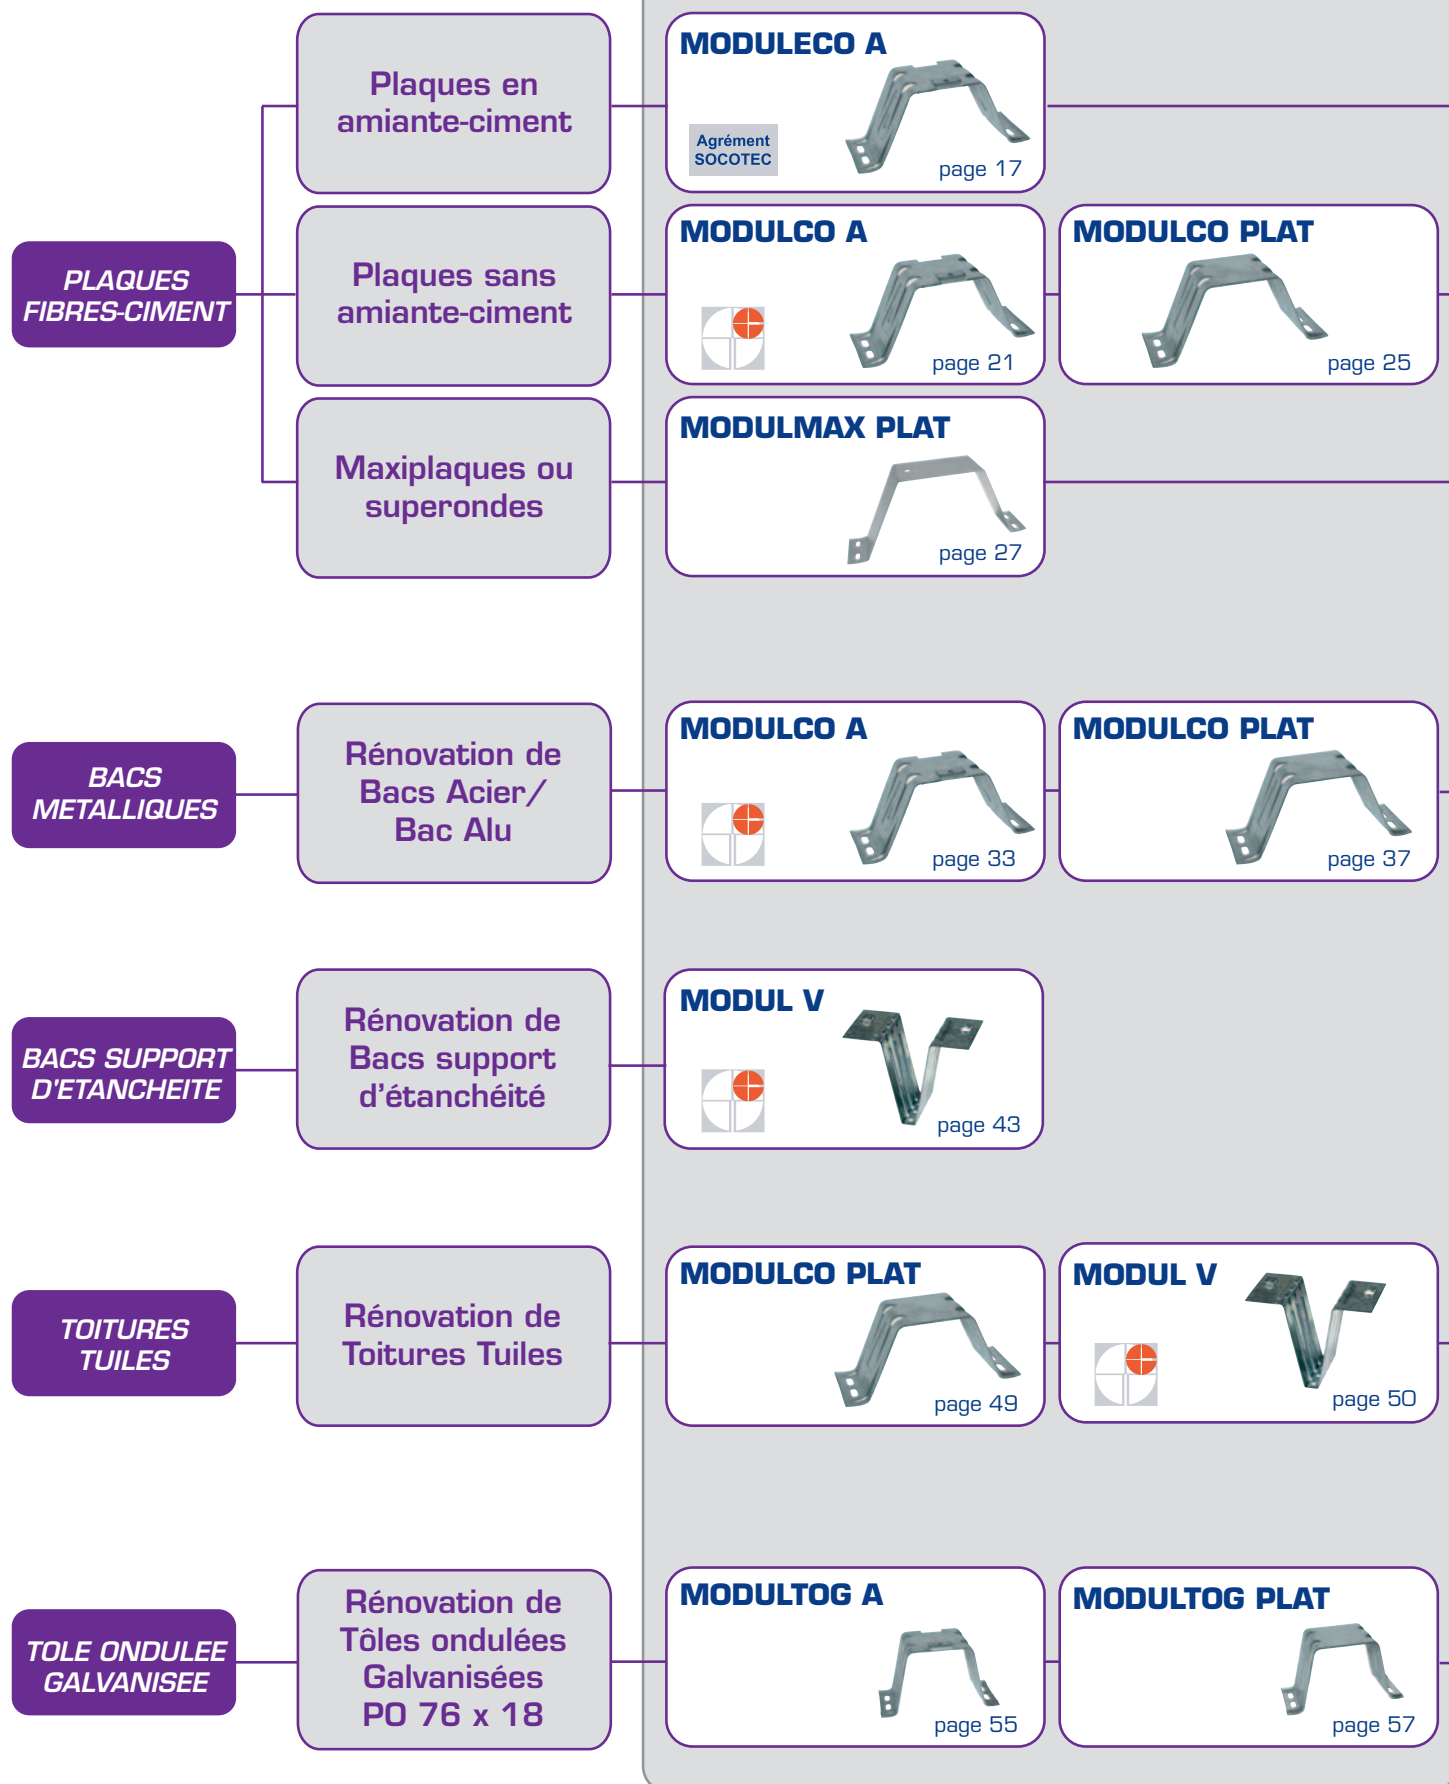 PLAQUES
FIBRES-CIMENT
Plaques en
amiante-ciment
MODULECO A
Agrément
SOCOTEC
page 17
Plaques sans
amiante-ciment
MODULCO A
page 21
MODULCO PLAT
page 25
Maxiplaques ou
superondes
MODULMAX PLAT
page 27
BACS
METALLIQUES
Rénovation de
Bacs Acier/
Bac Alu
MODULCO A
page 33
MODULCO PLAT
page 37
BACS SUPPORT
D'ETANCHEITE
Rénovation de
Bacs support
d'étanchéité
MODUL V
page 43
TOITURES
TUILES
Rénovation de
Toitures Tuiles
MODULCO PLAT
page 49
MODUL V
page 50
TOLE ONDULEE
GALVANISEE
Rénovation de
Tôles ondulées
Galvanisées
PO 76 x 18
MODULTOG A
page 55
MODULTOG PLAT
page 57